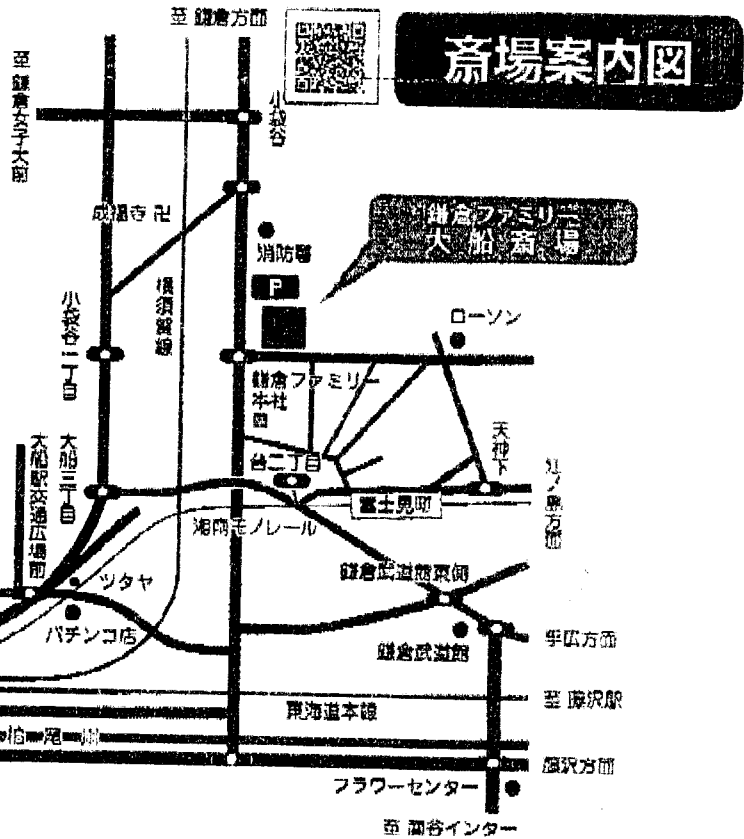 至 鎌倉方面
斎場案内図
至 鎌倉女子大前
小袋谷
成福寺 卍
鎌倉ファミリー
大船斎場
消防署
P
横須賀線
小袋谷一丁目
ローソン
鎌倉ファミリー
本社
天神下
台二丁目
大船三丁目
大船駅交通広場前
江ノ島方面
富士見町
湘南モノレール
鎌倉武道館東側
ツタヤ
パチンコ店
鎌倉武道館
手広方面
至 藤沢駅
東海道本線
柏尾川
藤沢方面
フラワーセンター